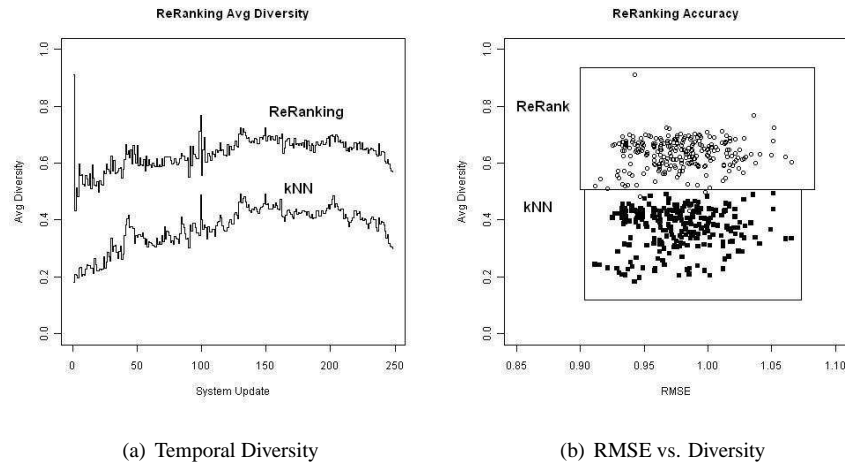 ReRanking Avg Diversity
Avg Diversity
1.0
0.8
0.6
0.4
0.2
0.0
ReRanking
kNN
0 50 100 150 200 250
System Update
(a) Temporal Diversity
ReRanking Accuracy
Avg Diversity
1.0
0.8
0.6
0.4
0.2
0.0
ReRank
kNN
0.85 0.90 0.95 1.00 1.05 1.10
RMSE
(b) RMSE vs. Diversity